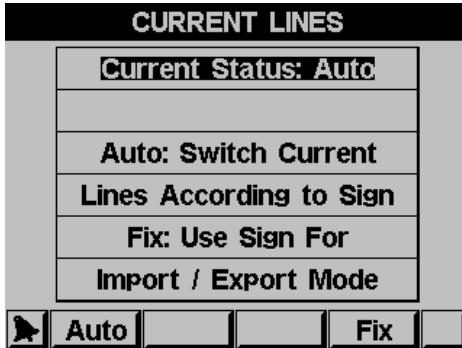 CURRENT LINES
Current Status: Auto
Auto: Switch Current
Lines According to Sign
Fix: Use Sign For
Import / Export Mode
Auto Fix